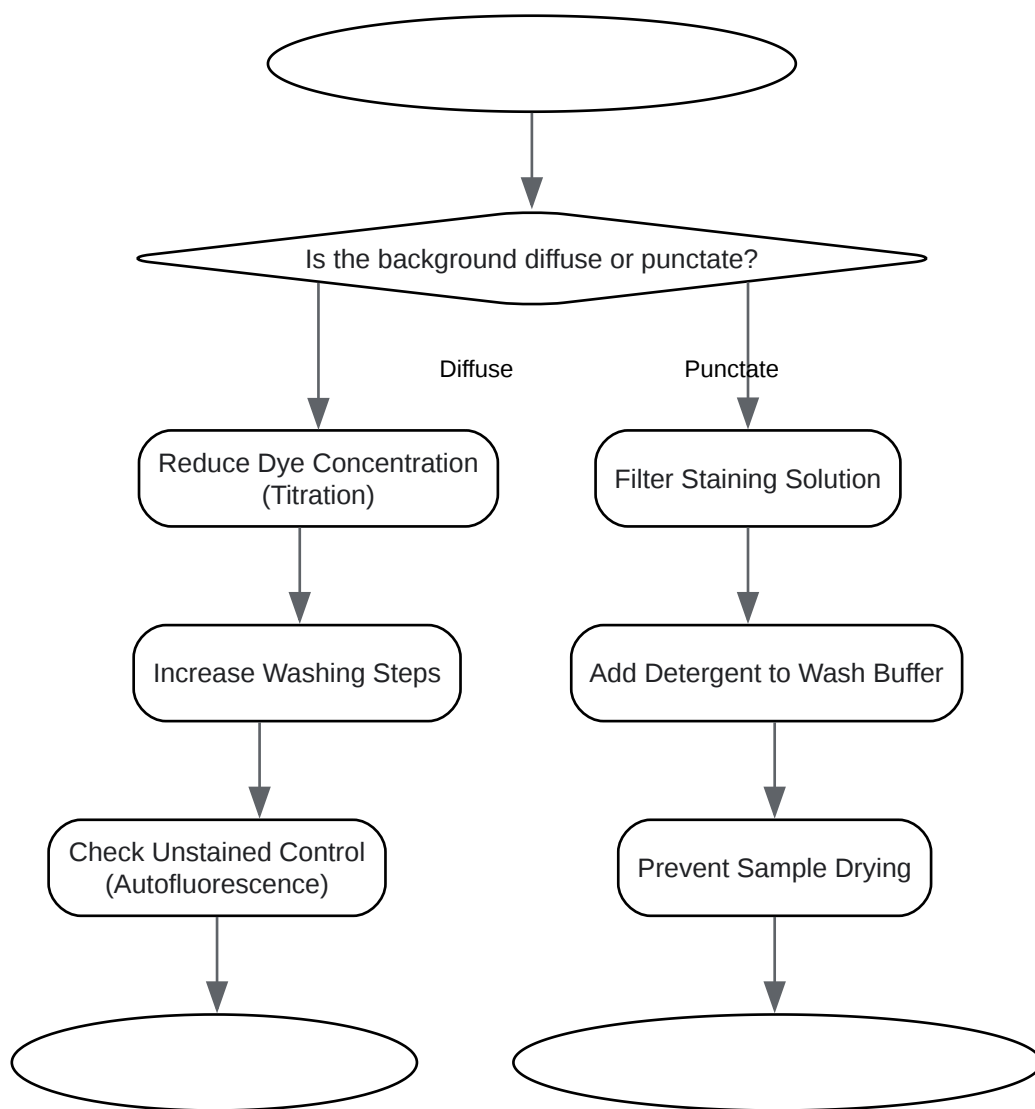 Is the background diffuse or punctate?
Diffuse
Punctate
Reduce Dye Concentration
(Titration)
Filter Staining Solution
Increase Washing Steps
Add Detergent to Wash Buffer
Check Unstained Control
(Autofluorescence)
Prevent Sample Drying